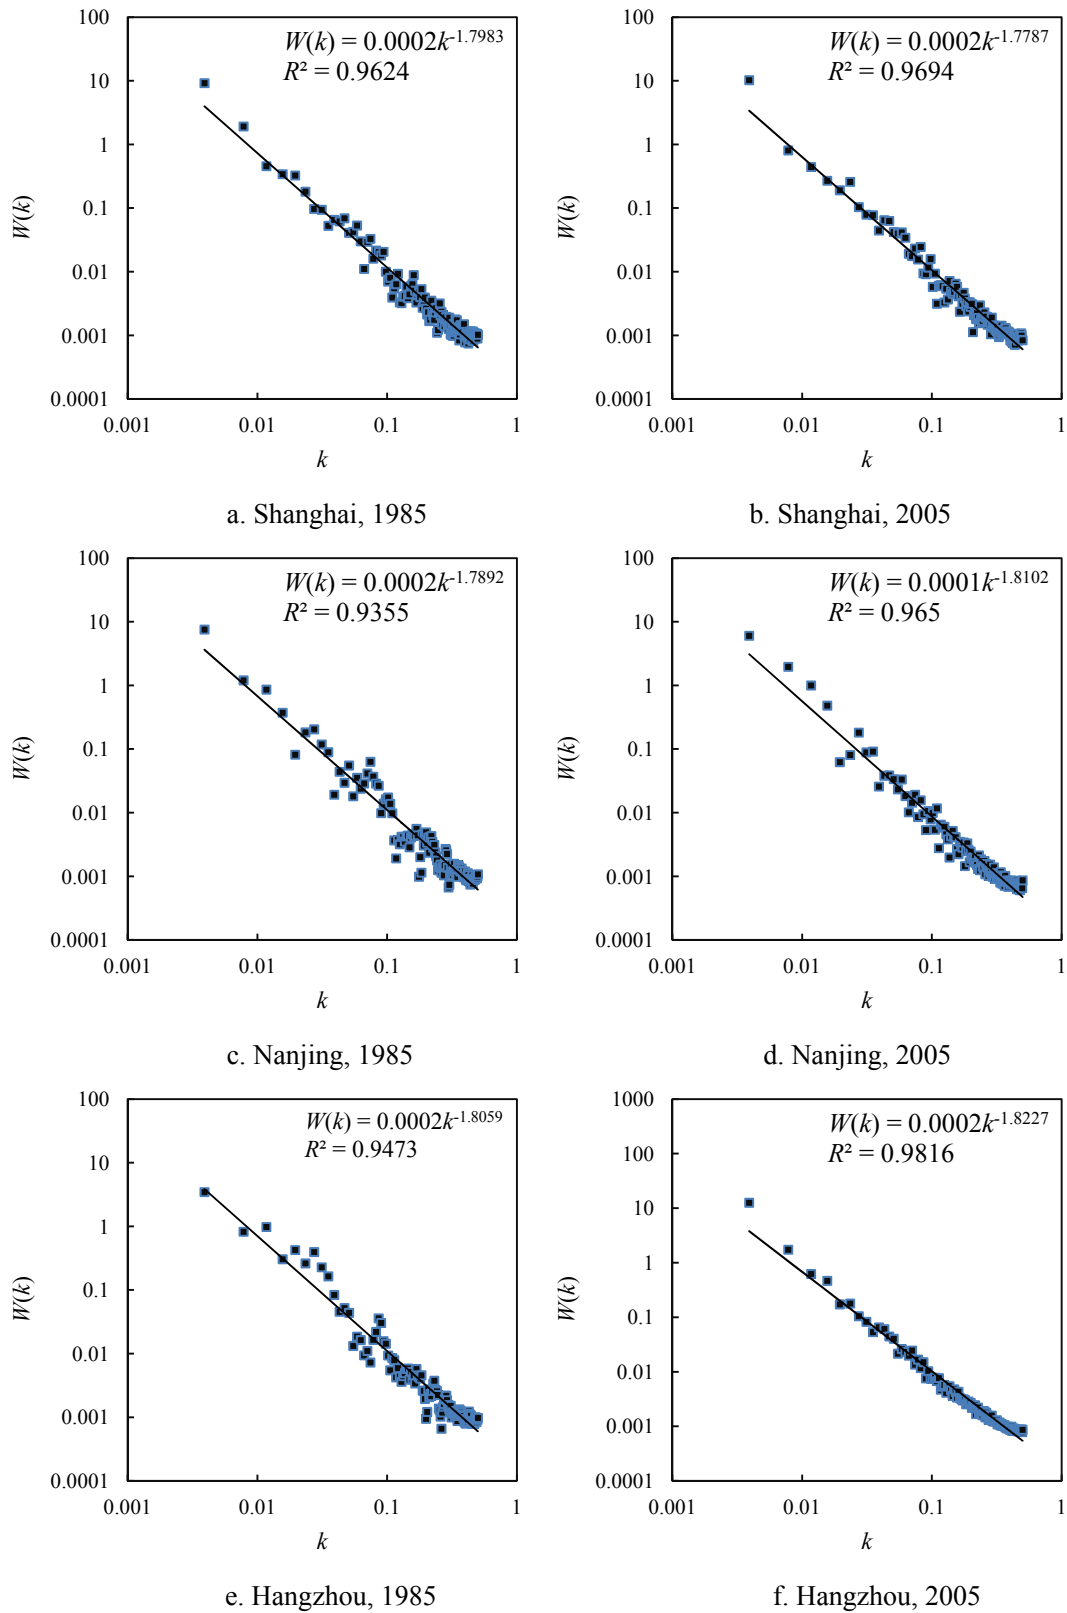 100
10
1
0.1
0.01
0.001
0.0001
W(k)
W(k) = 0.0002k^-1.7983
R² = 0.9624
0.001 0.01 0.1 1
k
a. Shanghai, 1985
100
10
1
0.1
0.01
0.001
0.0001
W(k)
W(k) = 0.0002k^-1.7787
R² = 0.9694
0.001 0.01 0.1 1
k
b. Shanghai, 2005
100
10
1
0.1
0.01
0.001
0.0001
W(k)
W(k) = 0.0002k^-1.7892
R² = 0.9355
0.001 0.01 0.1 1
k
c. Nanjing, 1985
100
10
1
0.1
0.01
0.001
0.0001
W(k)
W(k) = 0.0001k^-1.8102
R² = 0.965
0.001 0.01 0.1 1
k
d. Nanjing, 2005
100
10
1
0.1
0.01
0.001
0.0001
W(k)
W(k) = 0.0002k^-1.8059
R² = 0.9473
0.001 0.01 0.1 1
k
e. Hangzhou, 1985
1000
100
10
1
0.1
0.01
0.001
0.0001
W(k)
W(k) = 0.0002k^-1.8227
R² = 0.9816
0.001 0.01 0.1 1
k
f. Hangzhou, 2005